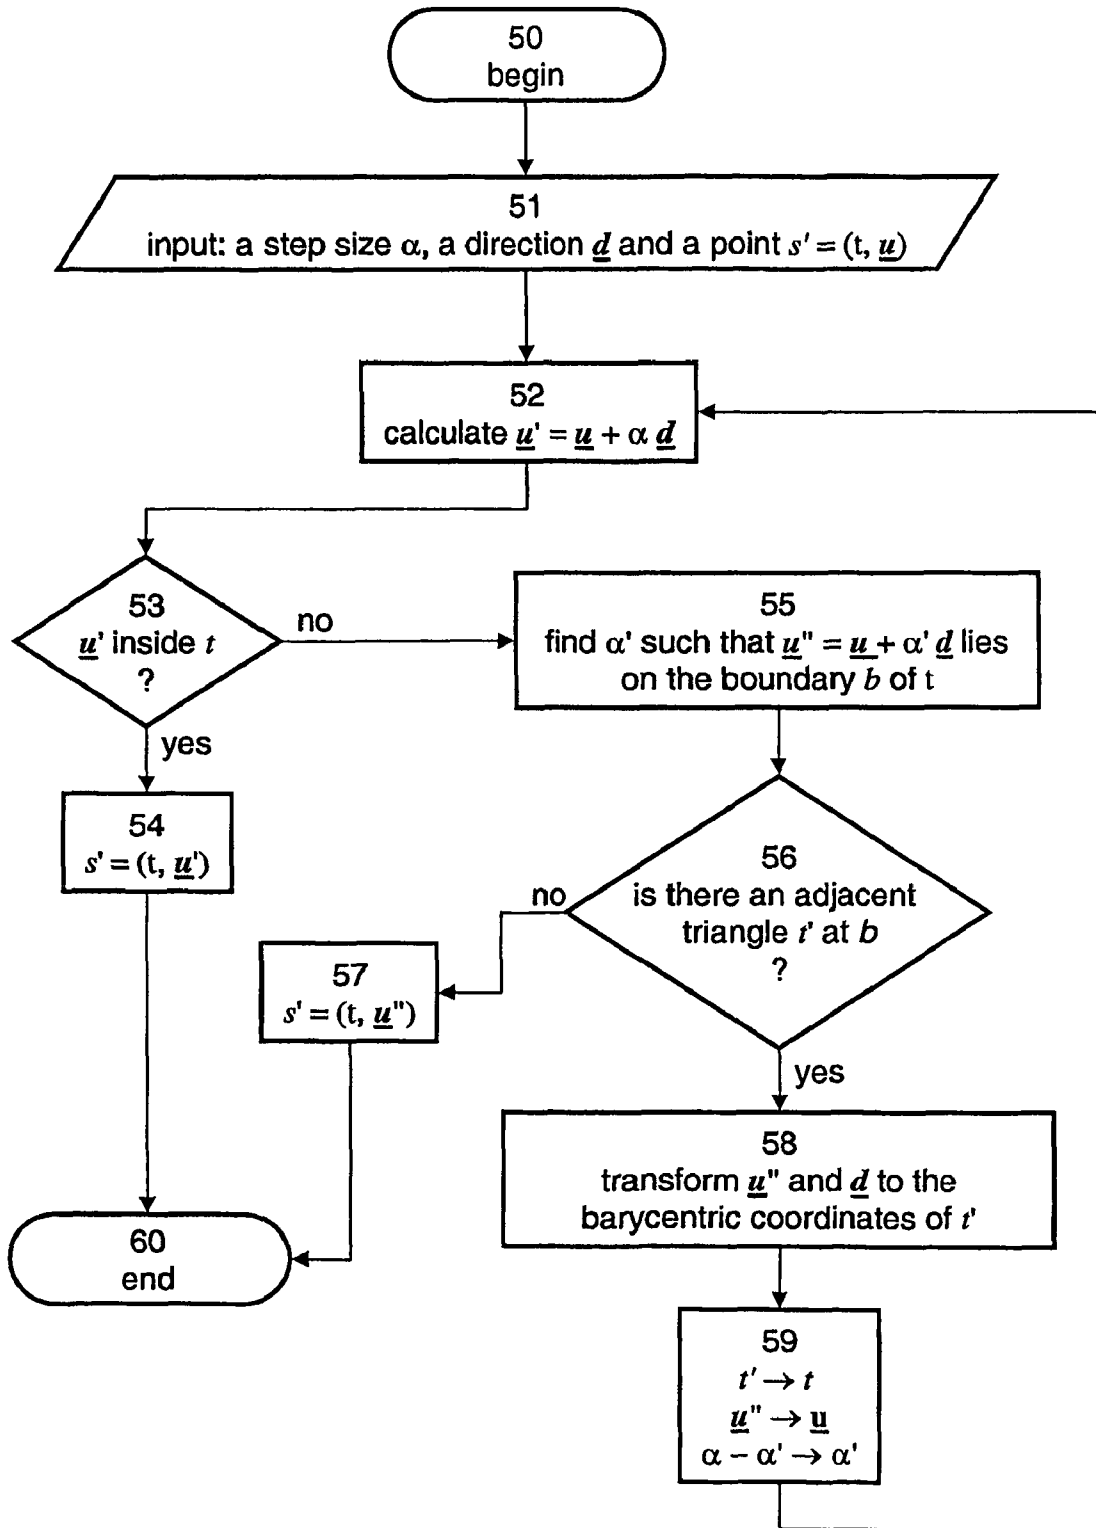 50
begin
51
input: a step size α, a direction d and a point s' = (t, u)
52
calculate u' = u + α d
53
u' inside t
?
no
yes
54
s' = (t, u')
55
find α' such that u" = u + α' d lies
on the boundary b of t
56
is there an adjacent
triangle t' at b
?
no
yes
57
s' = (t, u")
58
transform u" and d to the
barycentric coordinates of t'
59
t' → t
u" → u
α – α' → α'
60
end